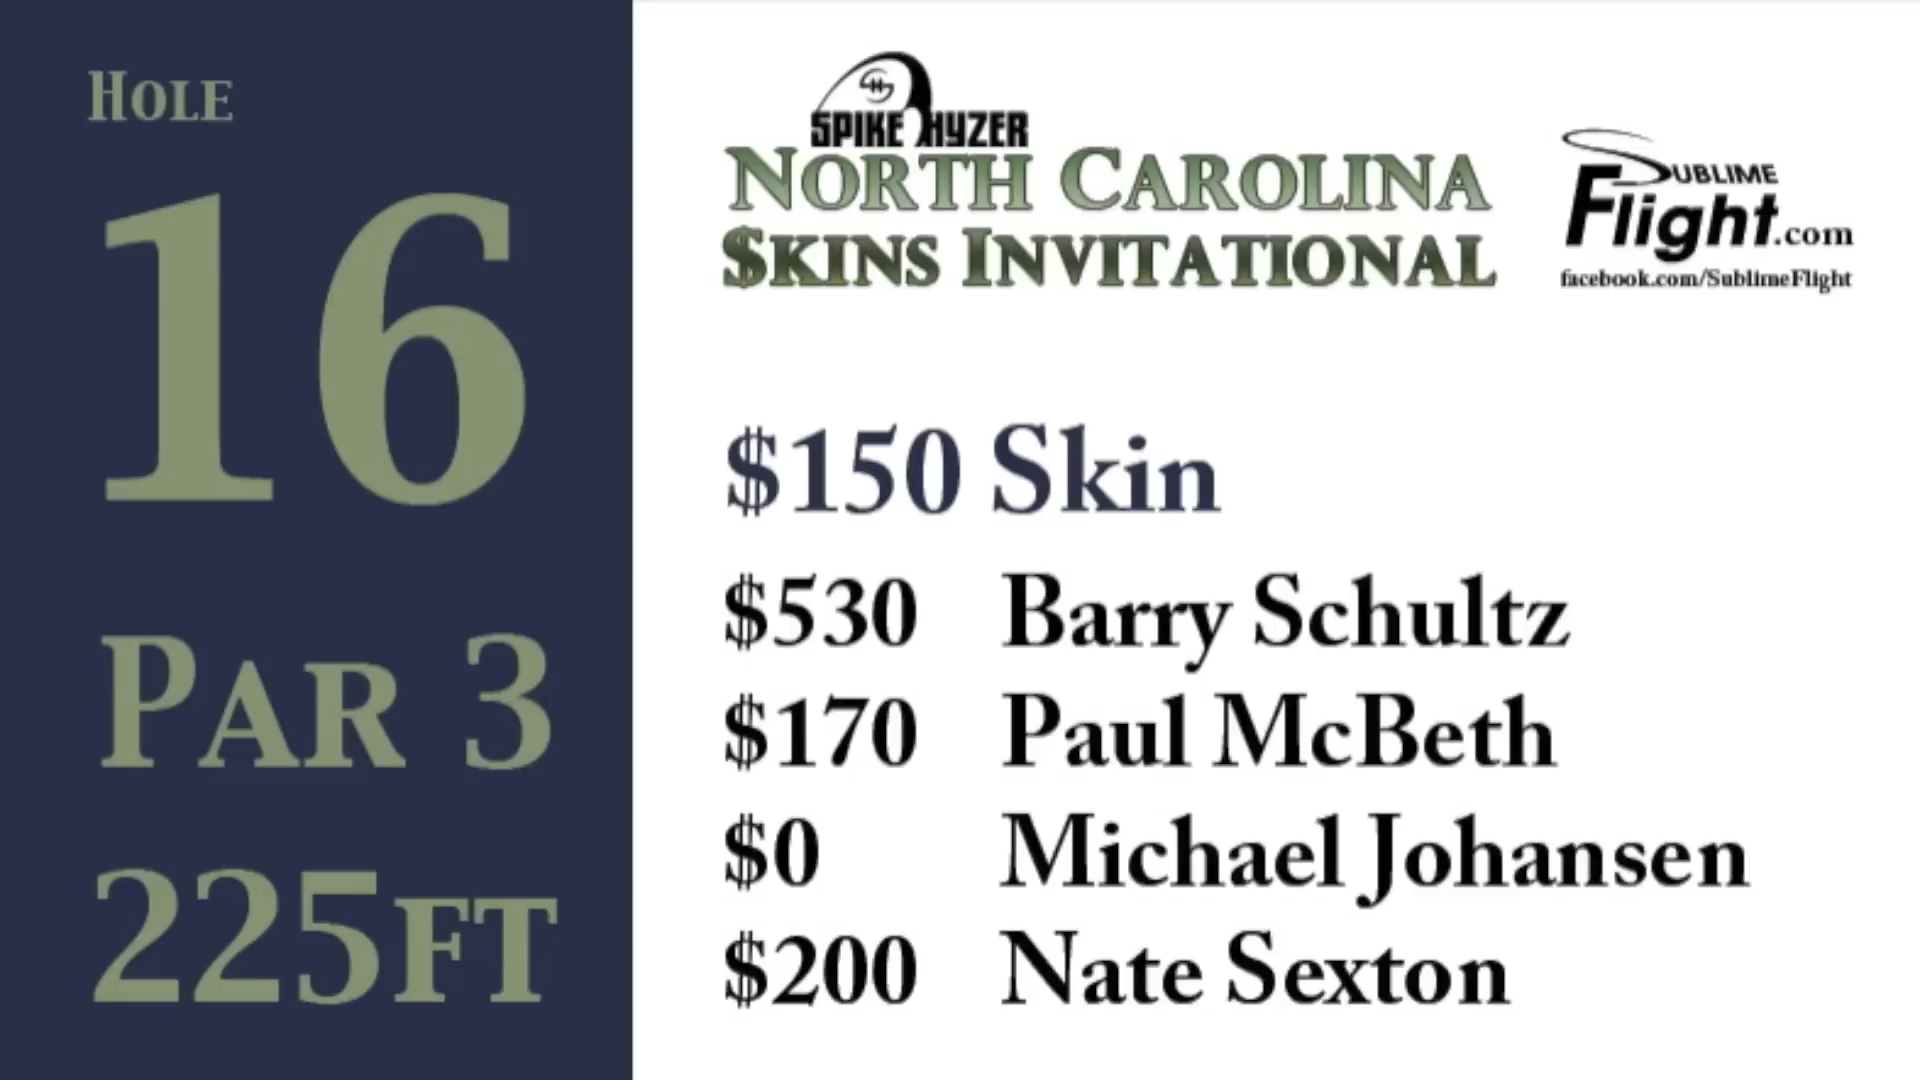 Hole
16
Par 3
225ft
SPIKE HYZER
North Carolina
$kins Invitational
Sublime
Flight.com
facebook.com/SublimeFlight
$150 Skin
$530 Barry Schultz
$170 Paul McBeth
$0 Michael Johansen
$200 Nate Sexton